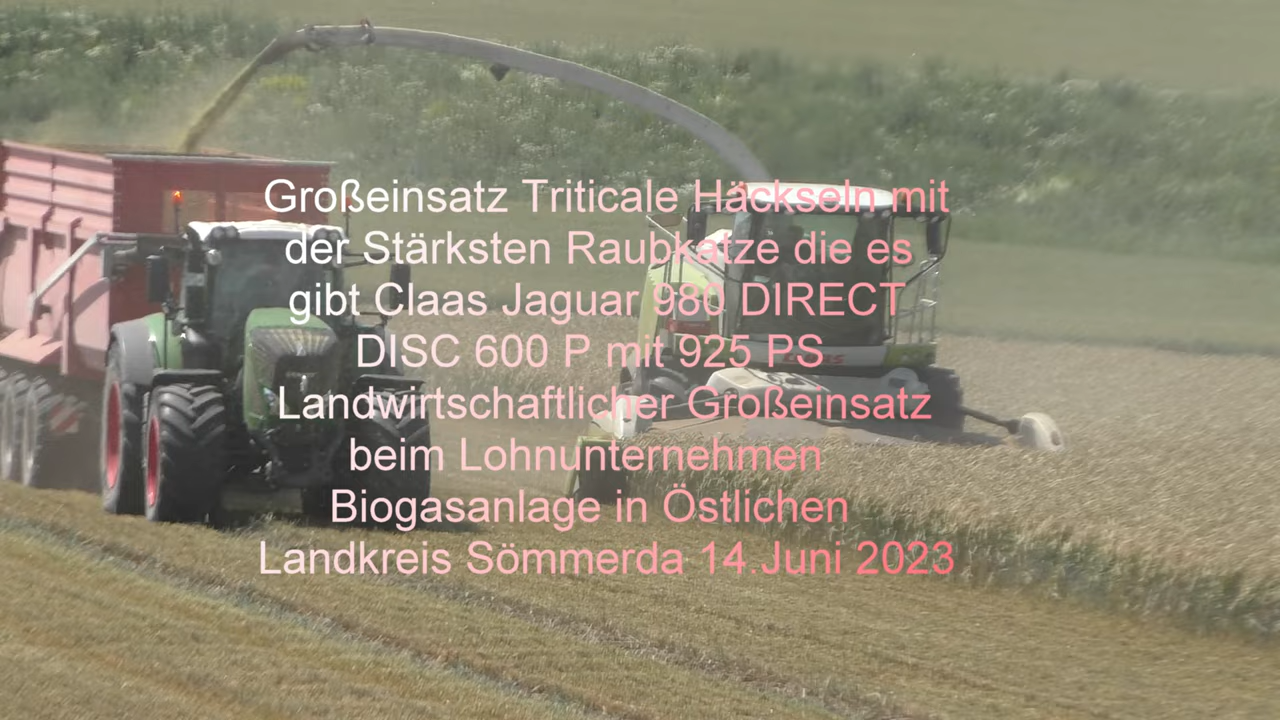 Großeinsatz Triticale Häckseln mit
der Stärksten Raubkatze die es
gibt Claas Jaguar 980 DIRECT
DISC 600 P mit 925 PS
Landwirtschaftlicher Großeinsatz
beim Lohnunternehmen
Biogasanlage in Östlichen
Landkreis Sömmerda 14.Juni 2023
CLAAS